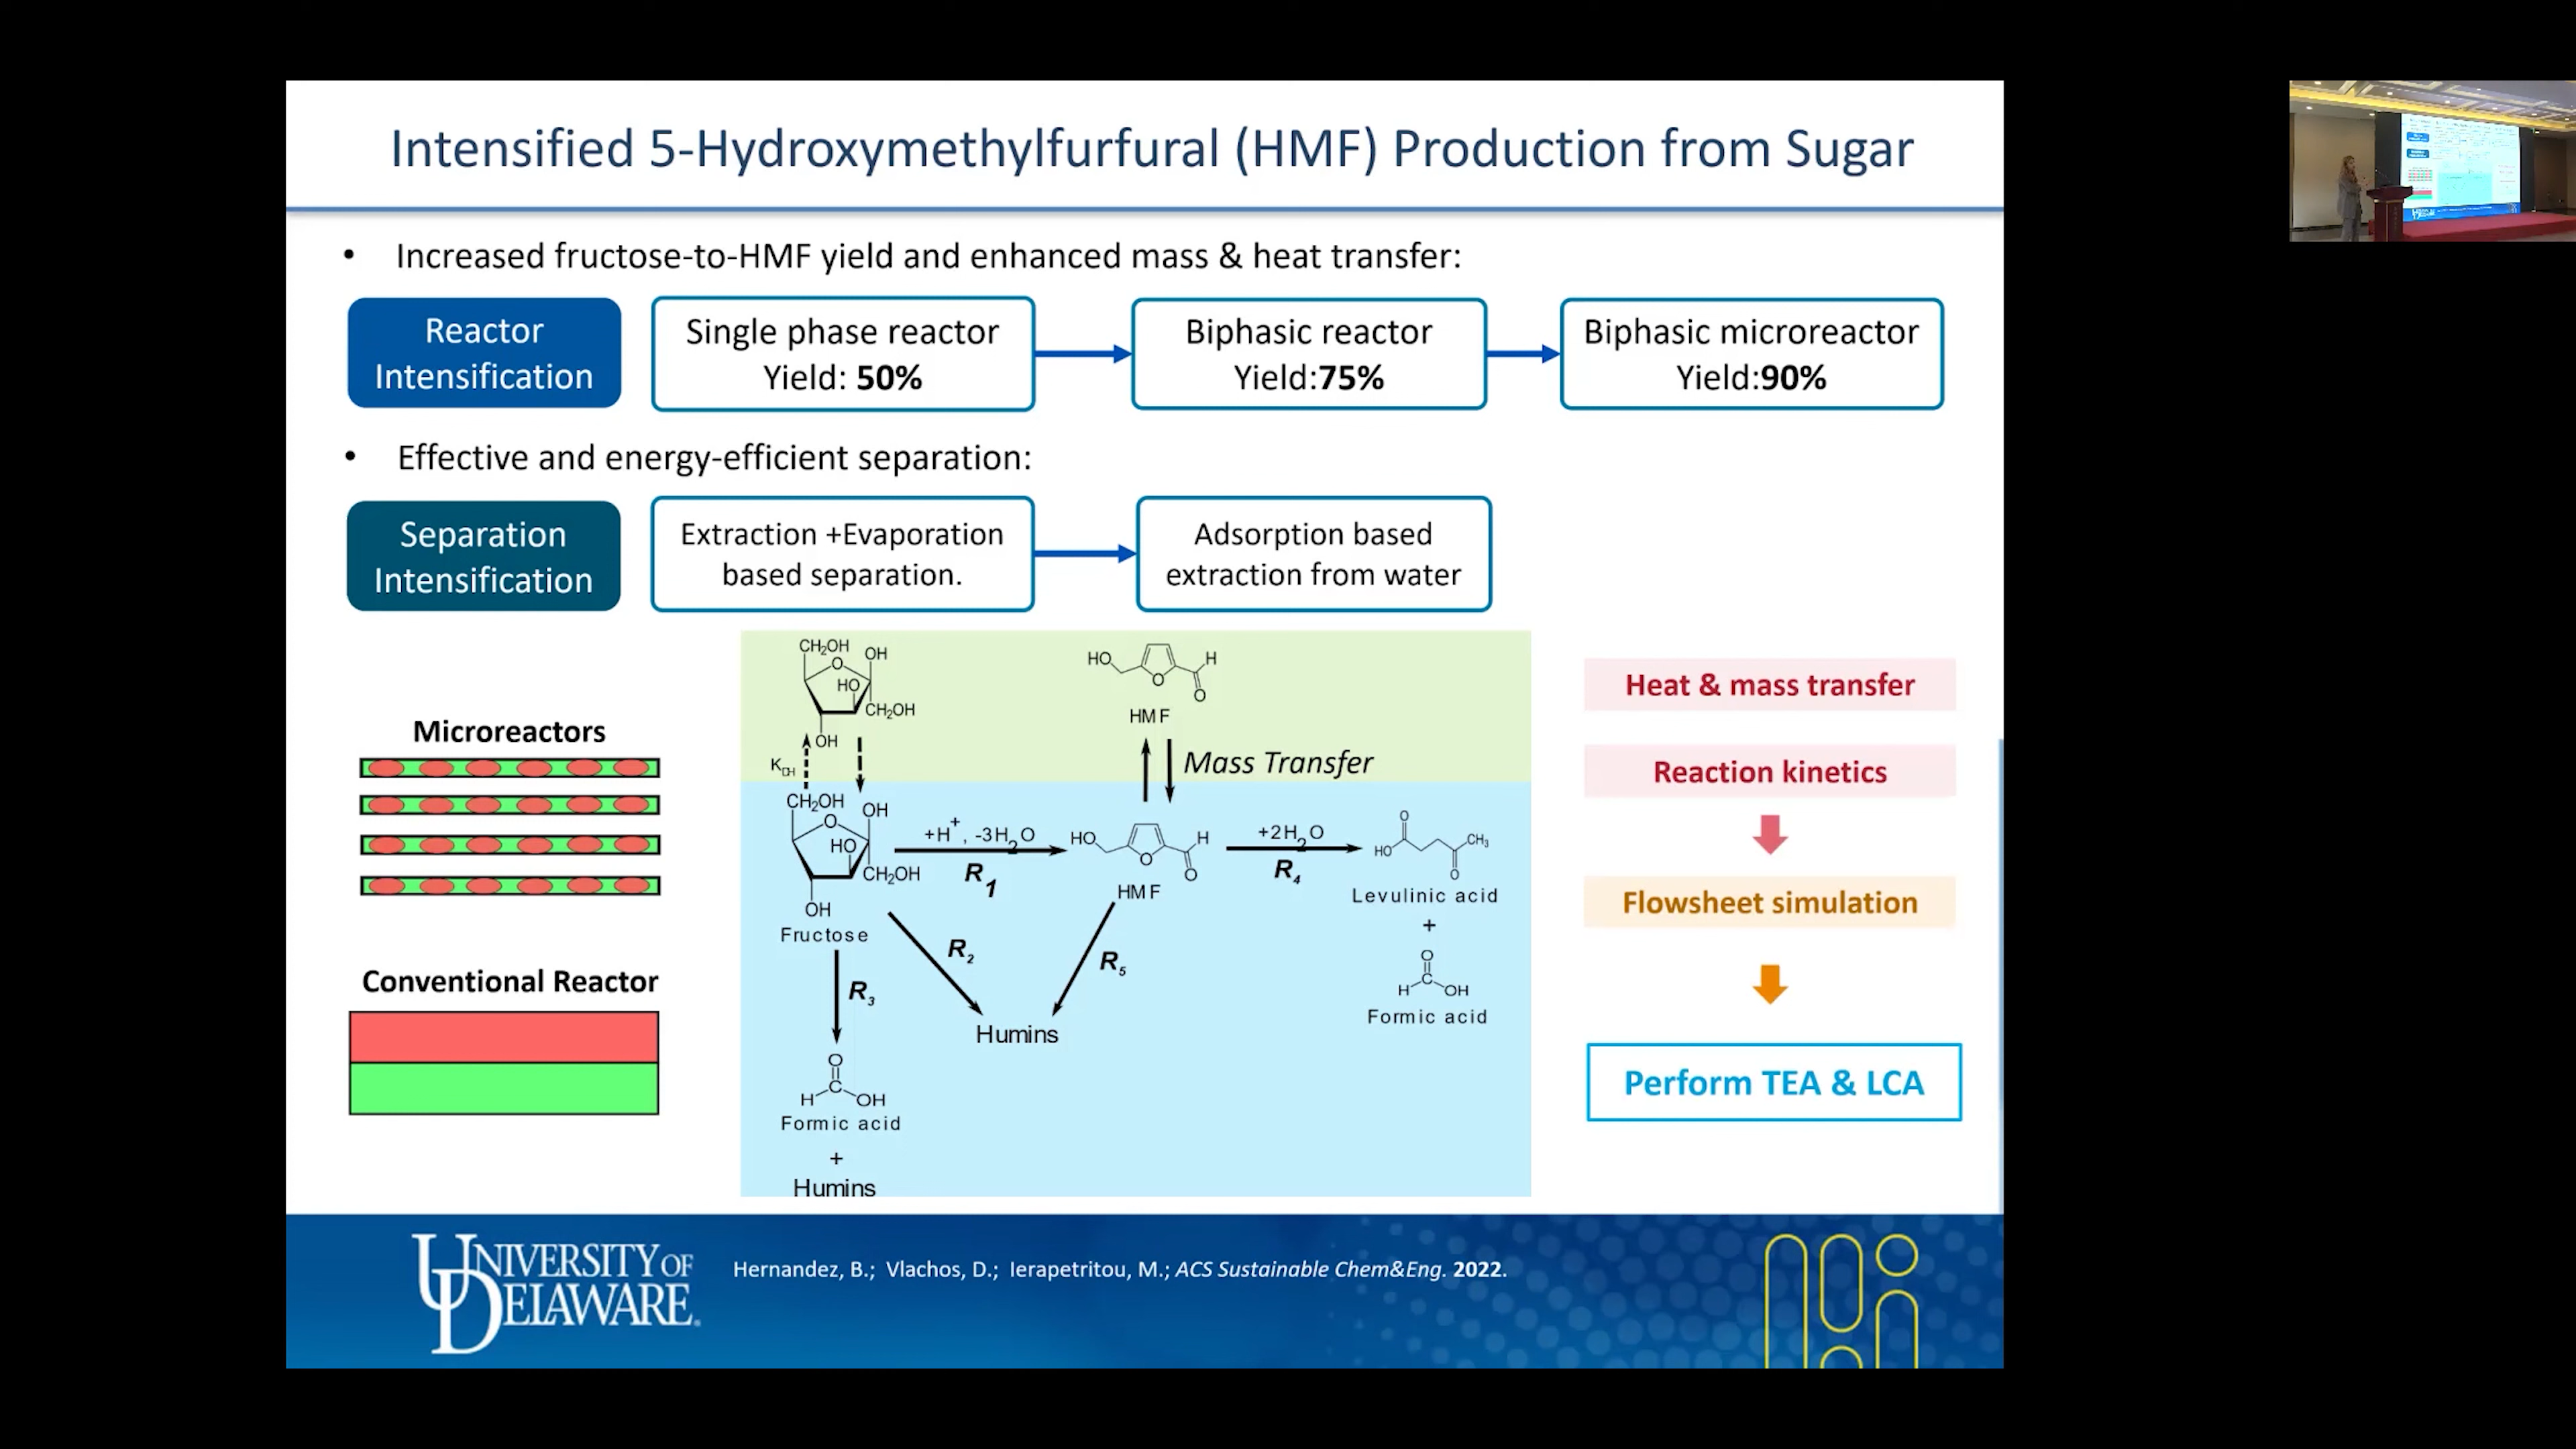 Intensified 5-Hydroxymethylfurfural (HMF) Production from Sugar
• Increased fructose-to-HMF yield and enhanced mass & heat transfer:
Reactor
Intensification
Single phase reactor
Yield: 50%
Biphasic reactor
Yield:75%
Biphasic microreactor
Yield:90%
• Effective and energy-efficient separation:
Separation
Intensification
Extraction +Evaporation
based separation.
Adsorption based
extraction from water
Microreactors
Conventional Reactor
CH₂OH
OH
O
HO
CH₂OH
OH
HO
O
H
O
HMF
Mass Transfer
CH₂OH
OH
O
HO
CH₂OH
OH
Fructose
+H⁺, -3H₂O
R₁
HO
O
H
O
HMF
+2H₂O
R₄
O
HO
CH₃
O
Levulinic acid
+
O
H C OH
Formic acid
R₂
R₅
R₃
Humins
O
H C OH
Formic acid
+
Humins
Heat & mass transfer
Reaction kinetics
Flowsheet simulation
Perform TEA & LCA
UNIVERSITY OF
DELAWARE.
Hernandez, B.; Vlachos, D.; Ierapetritou, M.; ACS Sustainable Chem&Eng. 2022.